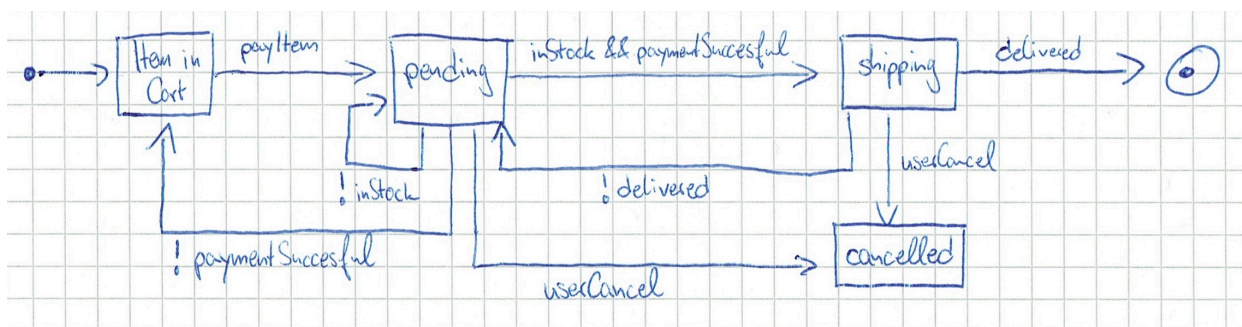 Item in
Cart
payItem
pending
inStock && paymentSuccesful
shipping
delivered
! inStock
! paymentSuccesful
! delivered
userCancel
userCancel
cancelled